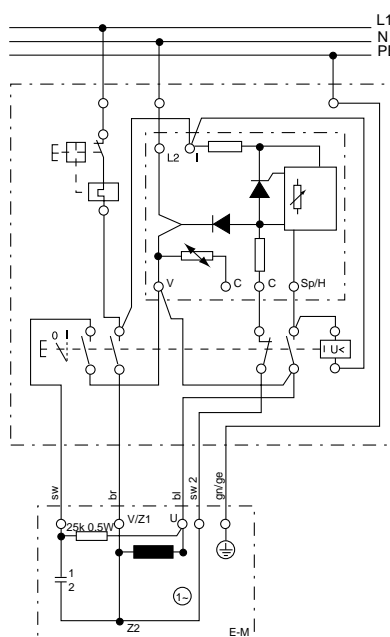 L1
N
PE
L2
I
V
C
C
Sp/H
0 I
I U<
sw
br
bl
sw 2
gn/ge
V/Z1
U
25k 0.5W
1
2
1~
Z2
E-M